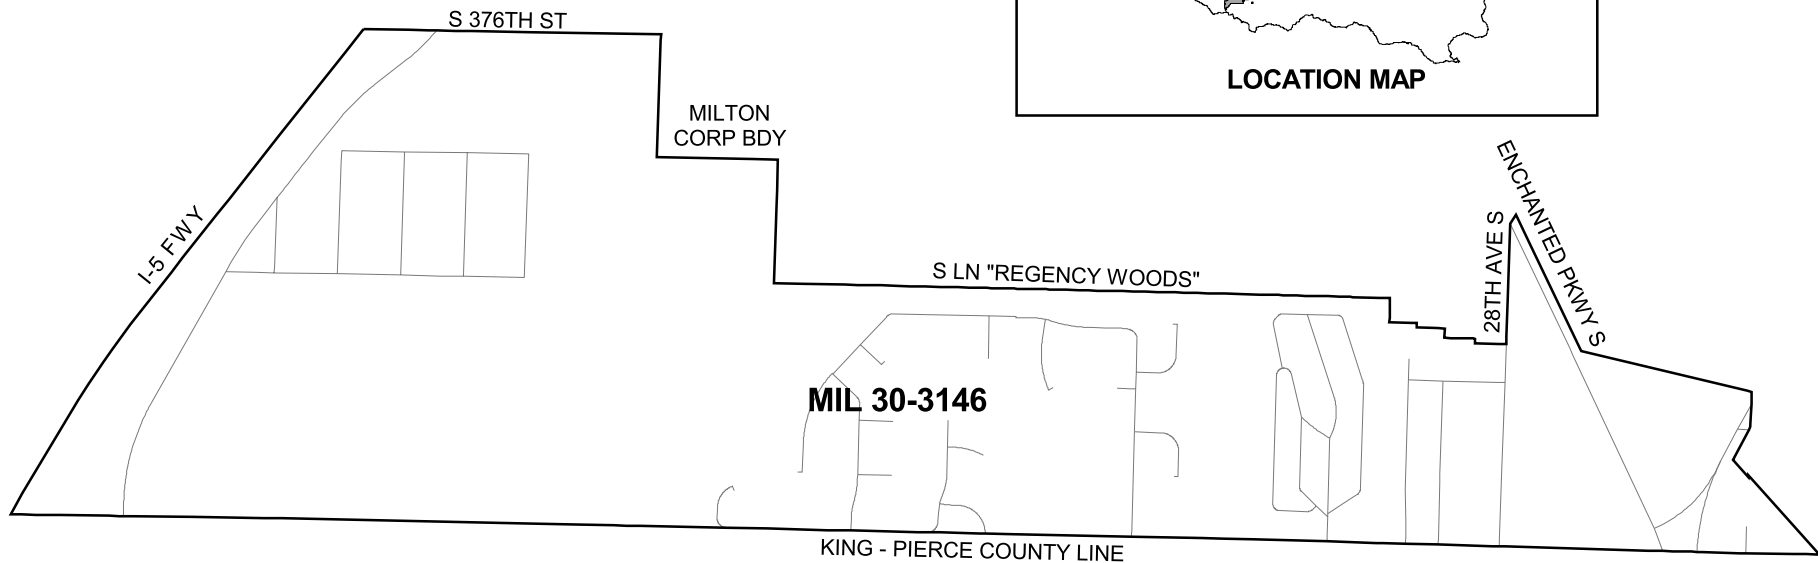 S 376TH ST
LOCATION MAP
MILTON
CORP BDY
I-5 FWY
S LN "REGENCY WOODS"
28TH AVE S
ENCHANTED PKWY S
MIL 30-3146
KING - PIERCE COUNTY LINE